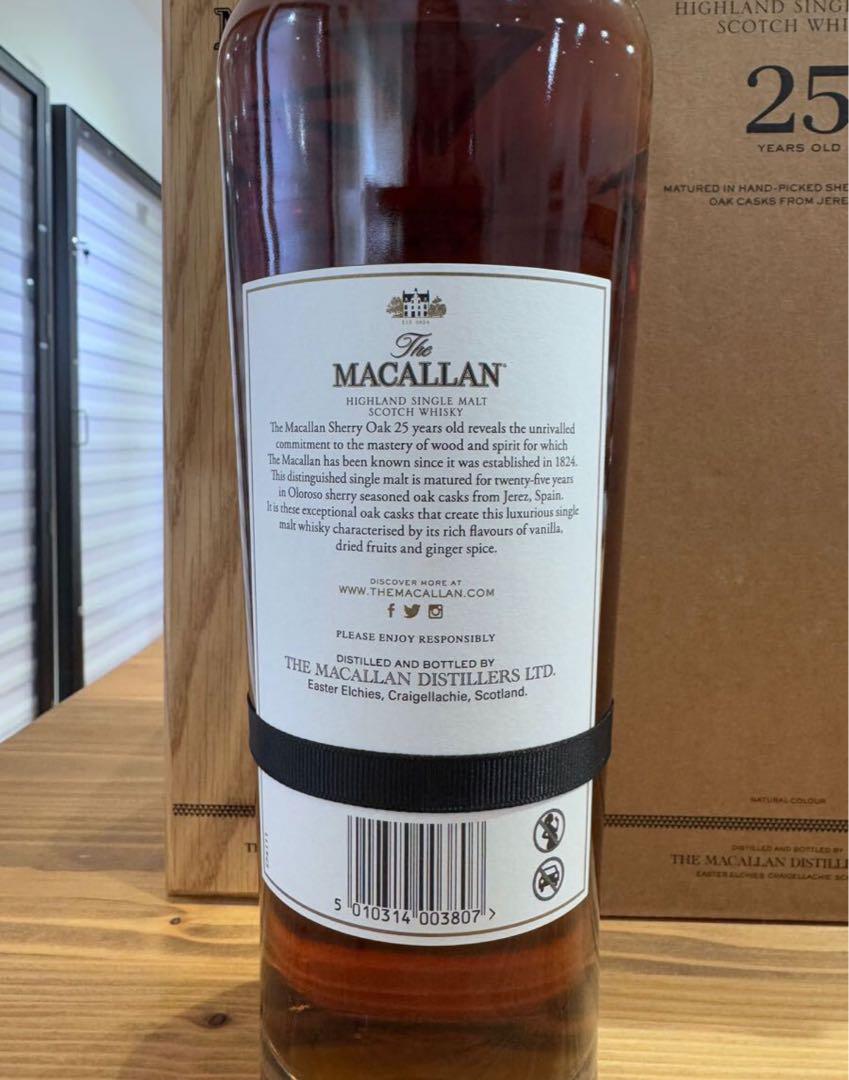 HIGHLAND SINGL
SCOTCH WHI
25
YEARS OLD
MATURED IN HAND-PICKED SHE
OAK CASKS FROM JERE
EST 1824
The
MACALLAN
HIGHLAND SINGLE MALT
SCOTCH WHISKY
The Macallan Sherry Oak 25 years old reveals the unrivalled
commitment to the mastery of wood and spirit for which
The Macallan has been known since it was established in 1824.
This distinguished single malt is matured for twenty-five years
in Oloroso sherry seasoned oak casks from Jerez, Spain.
It is these exceptional oak casks that create this luxurious single
malt whisky characterised by its rich flavours of vanilla,
dried fruits and ginger spice.
DISCOVER MORE AT
WWW.THEMACALLAN.COM
PLEASE ENJOY RESPONSIBLY
DISTILLED AND BOTTLED BY
THE MACALLAN DISTILLERS LTD.
Easter Elchies, Craigellachie, Scotland.
5 010314 003807 >
NATURAL COLOUR
DISTILLED AND BOTTLED BY
THE MACALLAN DISTILL
EASTER ELCHIES, CRAIGELLACHIE, SCO